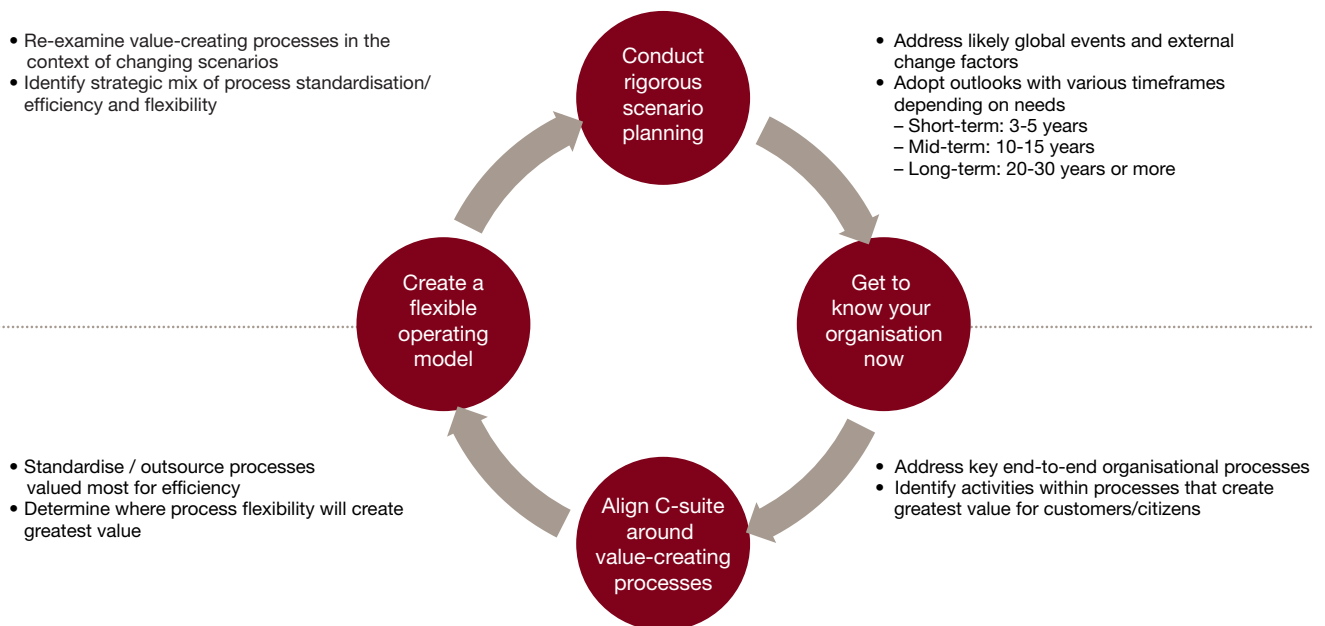 • Re-examine value-creating processes in the
context of changing scenarios
• Identify strategic mix of process standardisation/
efficiency and flexibility
Conduct
rigorous
scenario
planning
• Address likely global events and external
change factors
• Adopt outlooks with various timeframes
depending on needs
– Short-term: 3-5 years
– Mid-term: 10-15 years
– Long-term: 20-30 years or more
Create a
flexible
operating
model
Get to
know your
organisation
now
• Standardise / outsource processes
valued most for efficiency
• Determine where process flexibility will create
greatest value
Align C-suite
around
value-creating
processes
• Address key end-to-end organisational processes
• Identify activities within processes that create
greatest value for customers/citizens